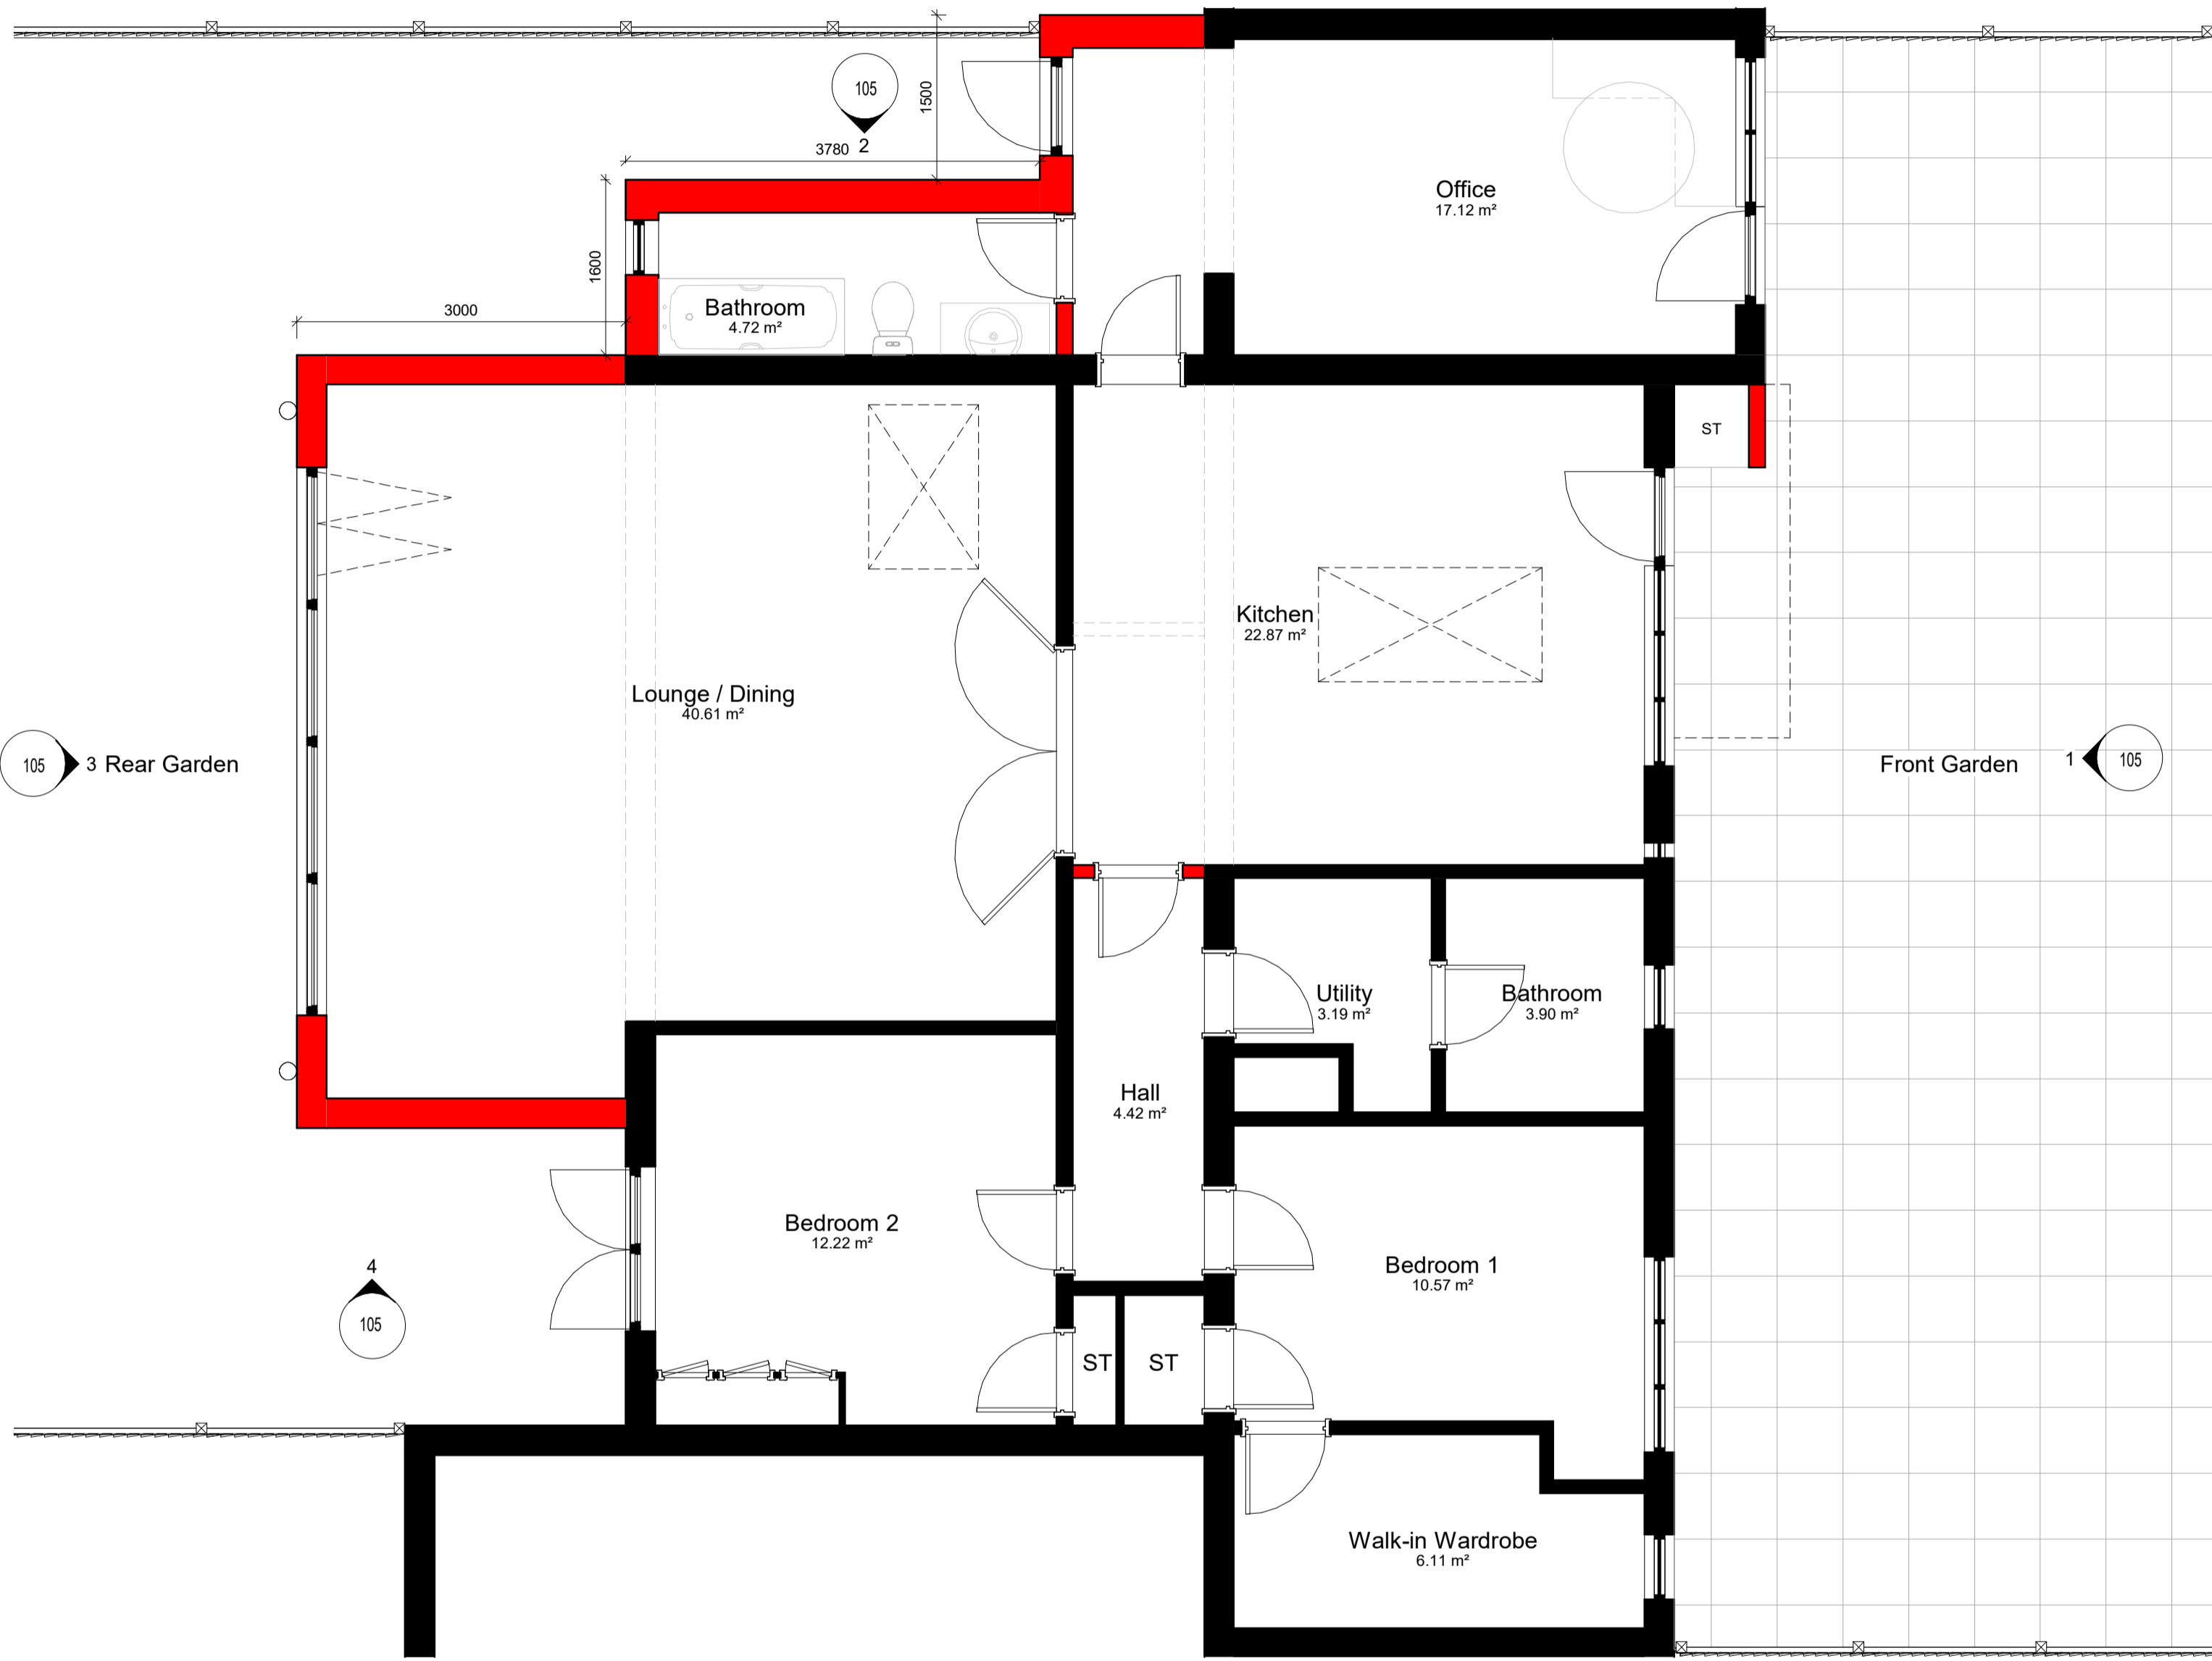 105
2
1500
3780
Office
17.12 m²
1600
3000
Bathroom
4.72 m²
ST
Kitchen
22.87 m²
Lounge / Dining
40.61 m²
105
3
Rear Garden
Front Garden
1
105
Utility
3.19 m²
Bathroom
3.90 m²
Hall
4.42 m²
Bedroom 2
12.22 m²
4
105
Bedroom 1
10.57 m²
ST
ST
Walk-in Wardrobe
6.11 m²